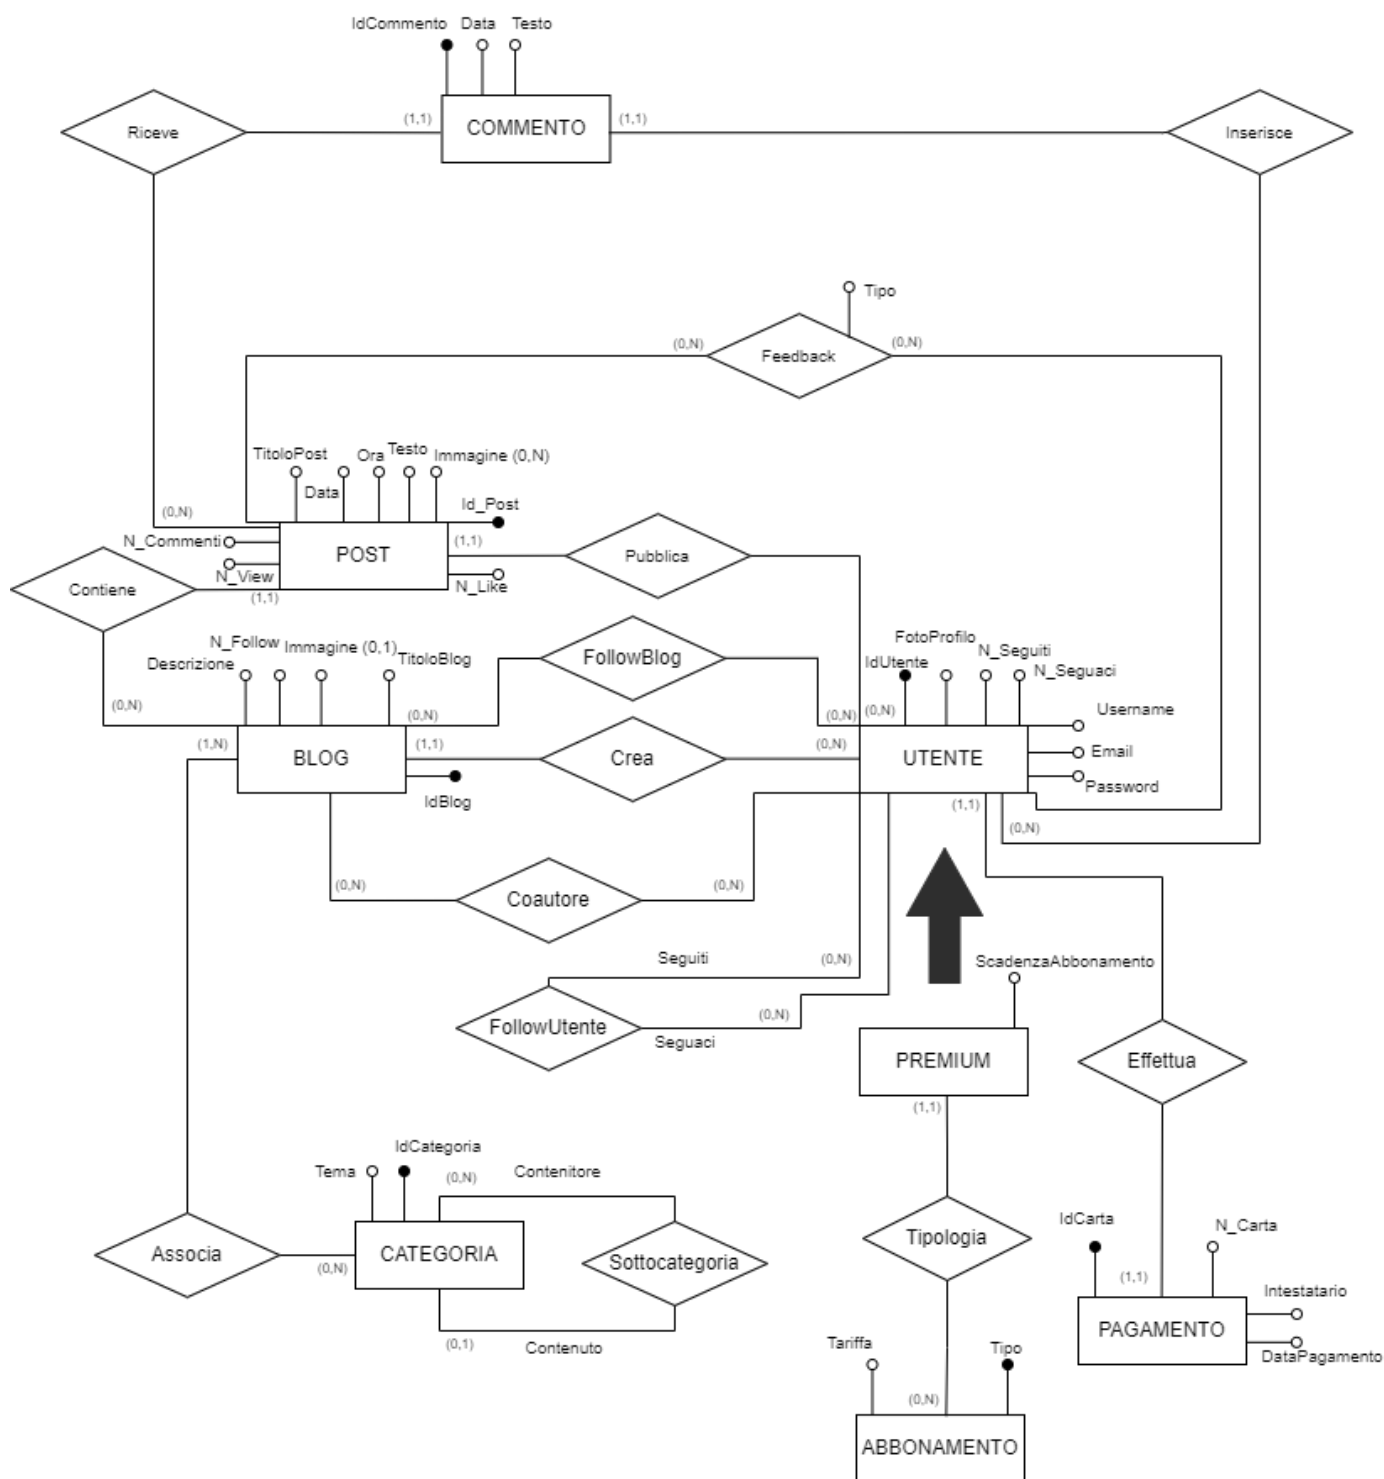 IdCommento Data Testo
Riceve (1,1) COMMENTO (1,1) Inserisce
Tipo
(0,N) Feedback (0,N)
TitoloPost Data Ora Testo Immagine (0,N)
Id_Post
(0,N)
N_Commenti POST (1,1) Pubblica
N_View N_Like
Contiene (1,1)
N_Follow Immagine (0,1) FollowBlog FotoProfilo
Descrizione TitoloBlog IdUtente N_Seguiti
N_Seguaci
(0,N) (0,N) (0,N) (0,N) Username
(1,N) BLOG (1,1) Crea (0,N) UTENTE Email
IdBlog Password
(1,1) (0,N)
(0,N) Coautore (0,N)
Seguiti (0,N) ScadenzaAbbonamento
FollowUtente (0,N)
Seguaci
PREMIUM Effettua
(1,1)
IdCategoria
Tema (0,N) Contenitore
IdCarta N_Carta
Associa CATEGORIA Sottocategoria Tipologia
(0,N) (1,1)
Intestatario
PAGAMENTO
(0,1) Contenuto DataPagamento
Tariffa Tipo
(0,N)
ABBONAMENTO